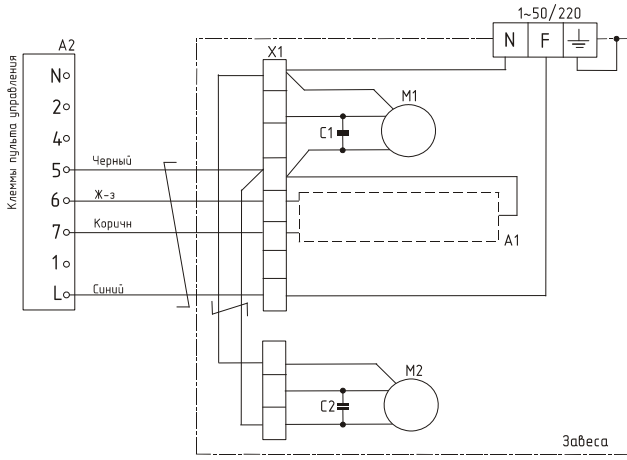 1~50/220
N F
A2
X1
Клеммы пульта управления
N
2
4
5 Черный
6 Ж-з
7 Коричн
1
L Синий
M1
C1
A1
M2
C2
Завеса